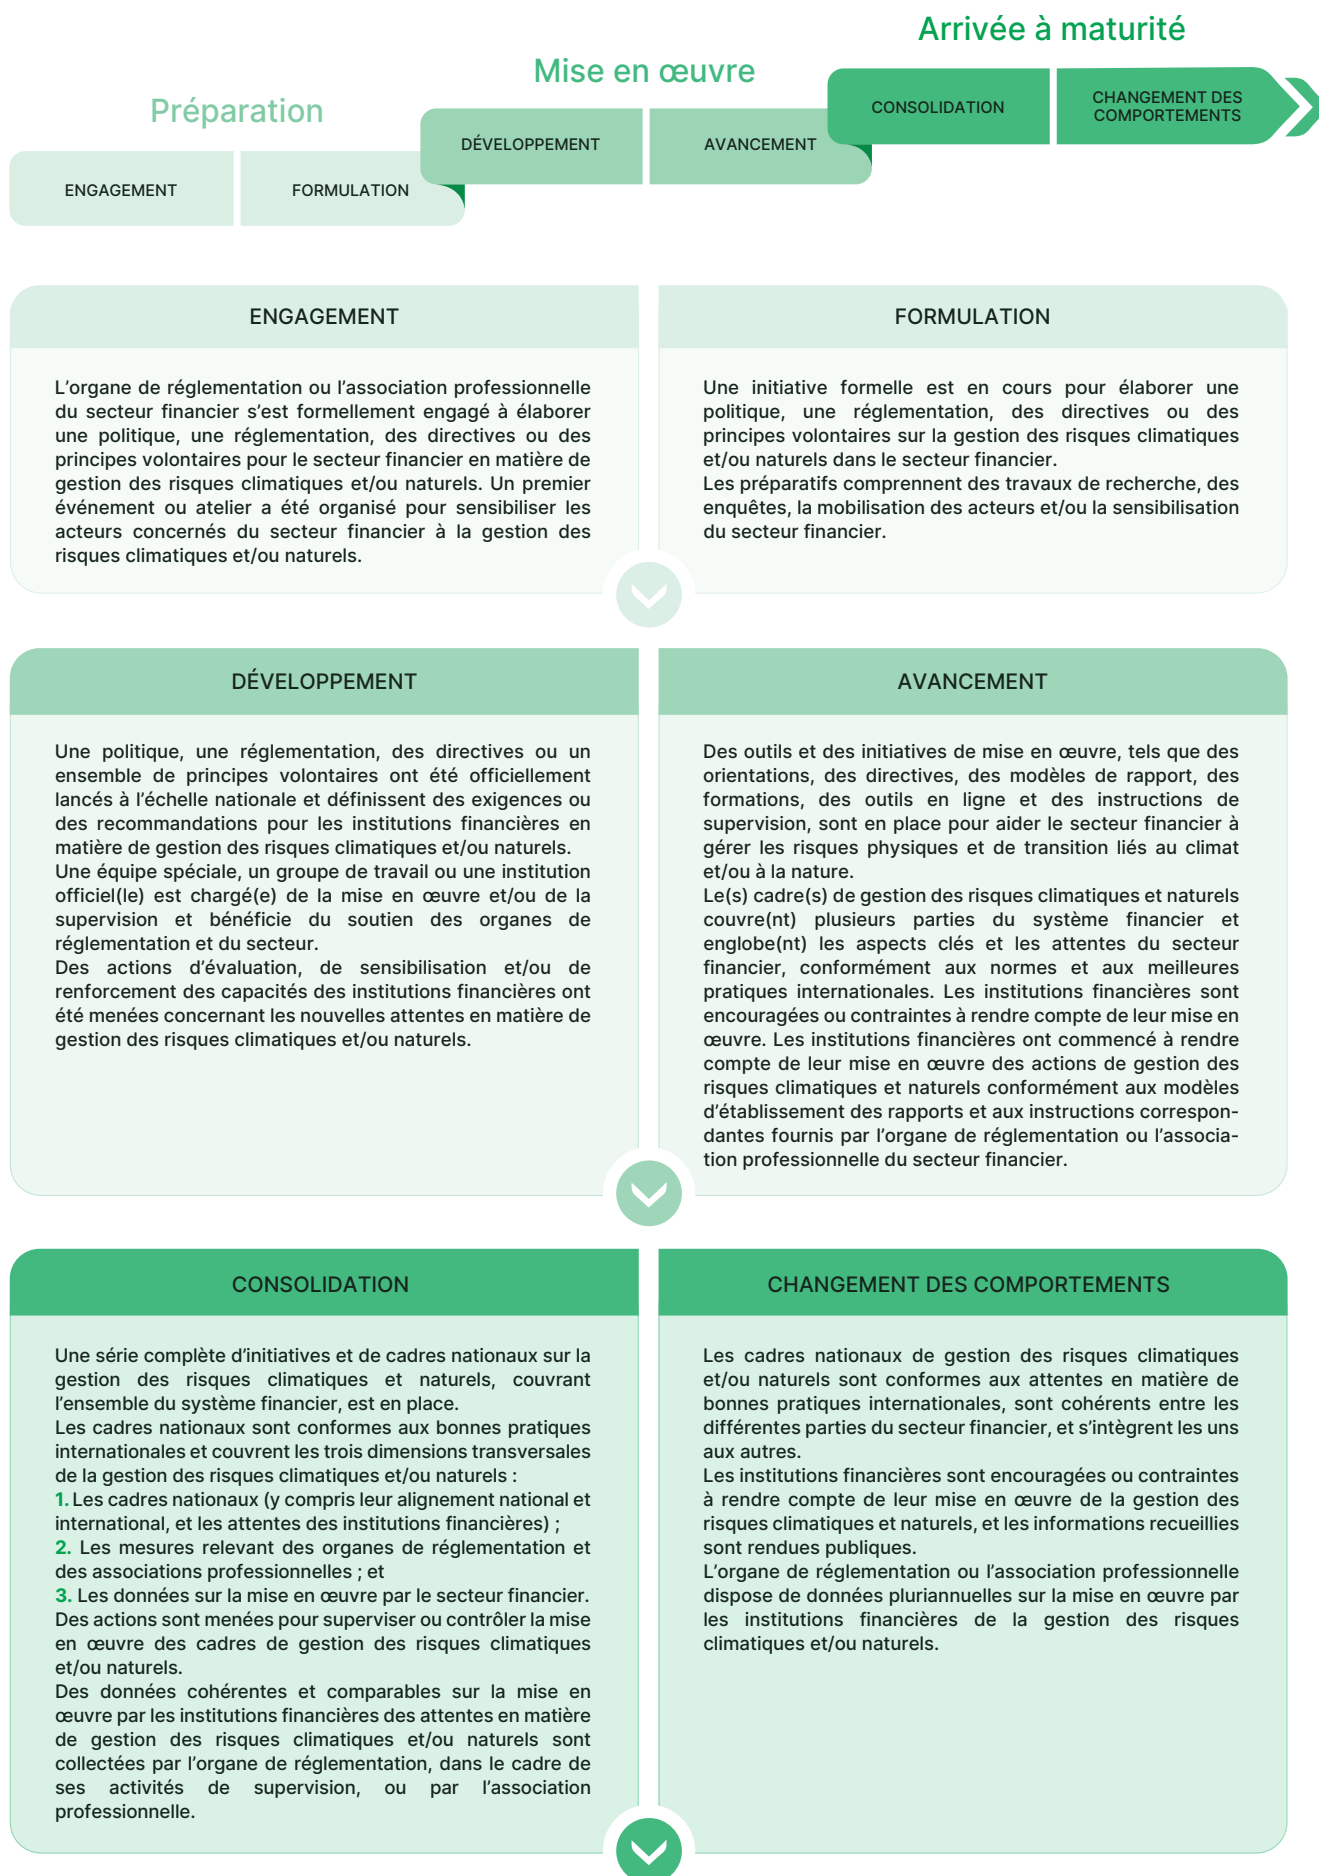 Arrivée à maturité
Mise en œuvre
Préparation
CONSOLIDATION
CHANGEMENT DES
COMPORTEMENTS
DÉVELOPPEMENT
AVANCEMENT
ENGAGEMENT
FORMULATION
ENGAGEMENT
L’organe de réglementation ou l’association professionnelle
du secteur financier s’est formellement engagé à élaborer
une politique, une réglementation, des directives ou des
principes volontaires pour le secteur financier en matière de
gestion des risques climatiques et/ou naturels. Un premier
événement ou atelier a été organisé pour sensibiliser les
acteurs concernés du secteur financier à la gestion des
risques climatiques et/ou naturels.
FORMULATION
Une initiative formelle est en cours pour élaborer une
politique, une réglementation, des directives ou des
principes volontaires sur la gestion des risques climatiques
et/ou naturels dans le secteur financier.
Les préparatifs comprennent des travaux de recherche, des
enquêtes, la mobilisation des acteurs et/ou la sensibilisation
du secteur financier.
DÉVELOPPEMENT
Une politique, une réglementation, des directives ou un
ensemble de principes volontaires ont été officiellement
lancés à l’échelle nationale et définissent des exigences ou
des recommandations pour les institutions financières en
matière de gestion des risques climatiques et/ou naturels.
Une équipe spéciale, un groupe de travail ou une institution
officiel(le) est chargé(e) de la mise en œuvre et/ou de la
supervision et bénéficie du soutien des organes de
réglementation et du secteur.
Des actions d’évaluation, de sensibilisation et/ou de
renforcement des capacités des institutions financières ont
été menées concernant les nouvelles attentes en matière de
gestion des risques climatiques et/ou naturels.
AVANCEMENT
Des outils et des initiatives de mise en œuvre, tels que des
orientations, des directives, des modèles de rapport, des
formations, des outils en ligne et des instructions de
supervision, sont en place pour aider le secteur financier à
gérer les risques physiques et de transition liés au climat
et/ou à la nature.
Le(s) cadre(s) de gestion des risques climatiques et naturels
couvre(nt) plusieurs parties du système financier et
englobe(nt) les aspects clés et les attentes du secteur
financier, conformément aux normes et aux meilleures
pratiques internationales. Les institutions financières sont
encouragées ou contraintes à rendre compte de leur mise en
œuvre. Les institutions financières ont commencé à rendre
compte de leur mise en œuvre des actions de gestion des
risques climatiques et naturels conformément aux modèles
d’établissement des rapports et aux instructions correspon-
dantes fournis par l’organe de réglementation ou l’associa-
tion professionnelle du secteur financier.
CONSOLIDATION
Une série complète d’initiatives et de cadres nationaux sur la
gestion des risques climatiques et naturels, couvrant
l’ensemble du système financier, est en place.
Les cadres nationaux sont conformes aux bonnes pratiques
internationales et couvrent les trois dimensions transversales
de la gestion des risques climatiques et/ou naturels :
1. Les cadres nationaux (y compris leur alignement national et
international, et les attentes des institutions financières) ;
2. Les mesures relevant des organes de réglementation et
des associations professionnelles ; et
3. Les données sur la mise en œuvre par le secteur financier.
Des actions sont menées pour superviser ou contrôler la mise
en œuvre des cadres de gestion des risques climatiques
et/ou naturels.
Des données cohérentes et comparables sur la mise en
œuvre par les institutions financières des attentes en matière
de gestion des risques climatiques et/ou naturels sont
collectées par l’organe de réglementation, dans le cadre de
ses activités de supervision, ou par l’association
professionnelle.
CHANGEMENT DES COMPORTEMENTS
Les cadres nationaux de gestion des risques climatiques
et/ou naturels sont conformes aux attentes en matière de
bonnes pratiques internationales, sont cohérents entre les
différentes parties du secteur financier, et s’intègrent les uns
aux autres.
Les institutions financières sont encouragées ou contraintes
à rendre compte de leur mise en œuvre de la gestion des
risques climatiques et naturels, et les informations recueillies
sont rendues publiques.
L’organe de réglementation ou l’association professionnelle
dispose de données pluriannuelles sur la mise en œuvre par
les institutions financières de la gestion des risques
climatiques et/ou naturels.